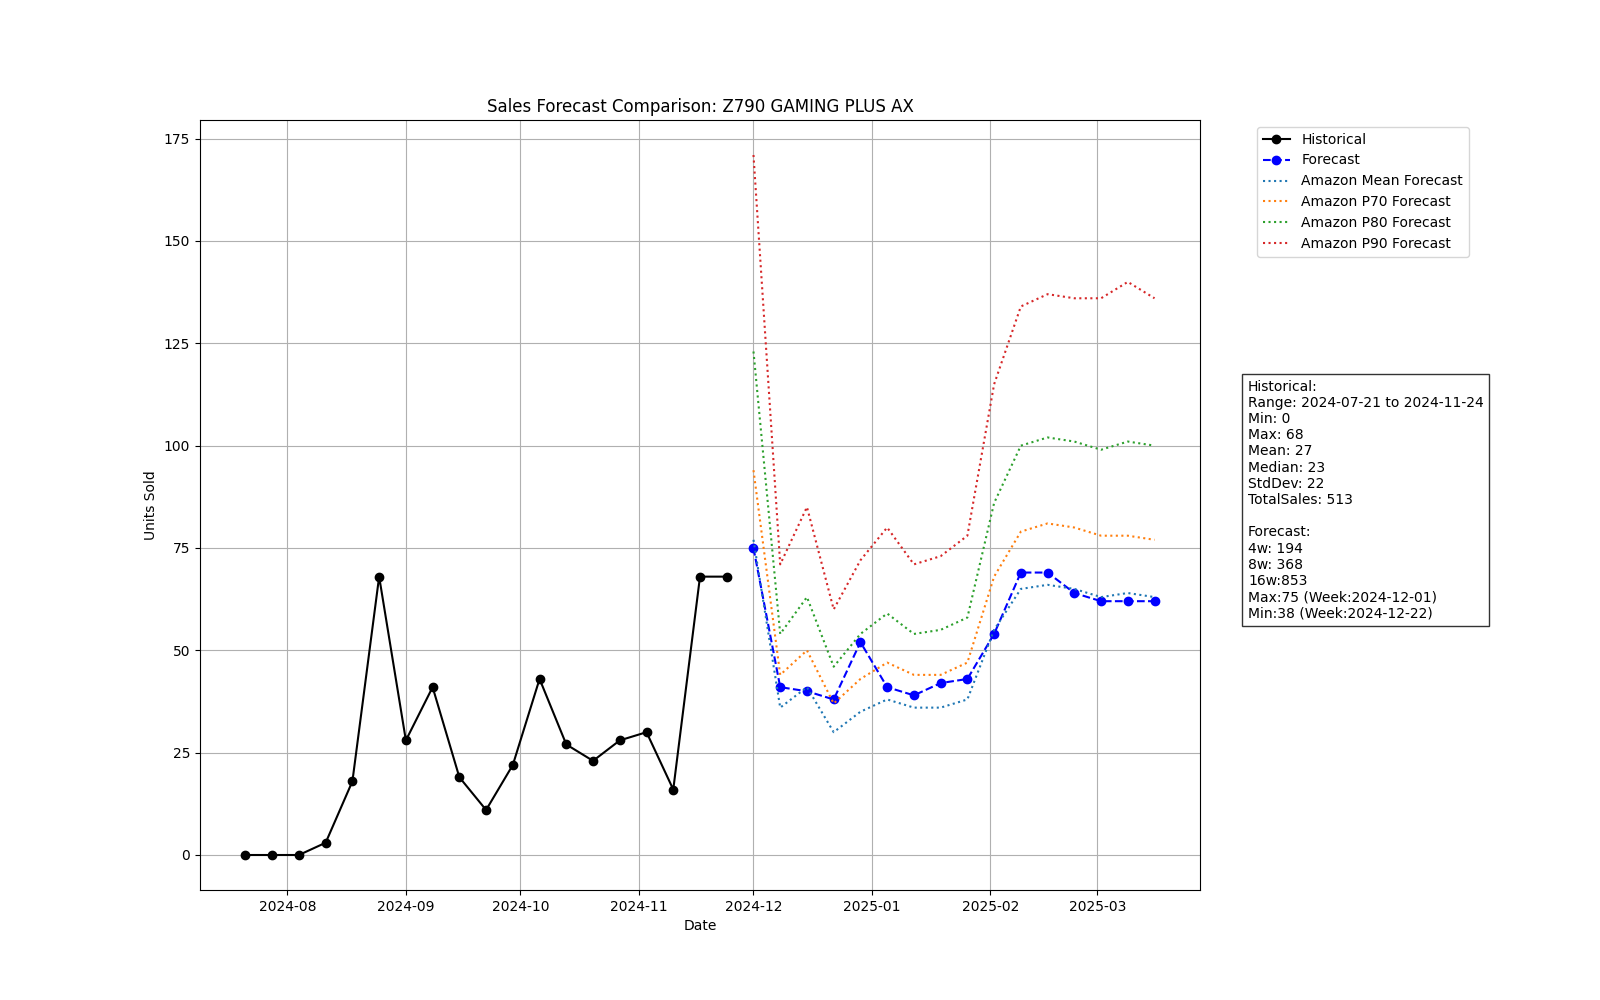 Sales Forecast Comparison: Z790 GAMING PLUS AX
175
150
125
100
75
50
25
0
Units Sold
2024-08
2024-09
2024-10
2024-11
2024-12
2025-01
2025-02
2025-03
Date
Historical
Forecast
Amazon Mean Forecast
Amazon P70 Forecast
Amazon P80 Forecast
Amazon P90 Forecast
Historical:
Range: 2024-07-21 to 2024-11-24
Min: 0
Max: 68
Mean: 27
Median: 23
StdDev: 22
TotalSales: 513
Forecast:
4w: 194
8w: 368
16w:853
Max:75 (Week:2024-12-01)
Min:38 (Week:2024-12-22)